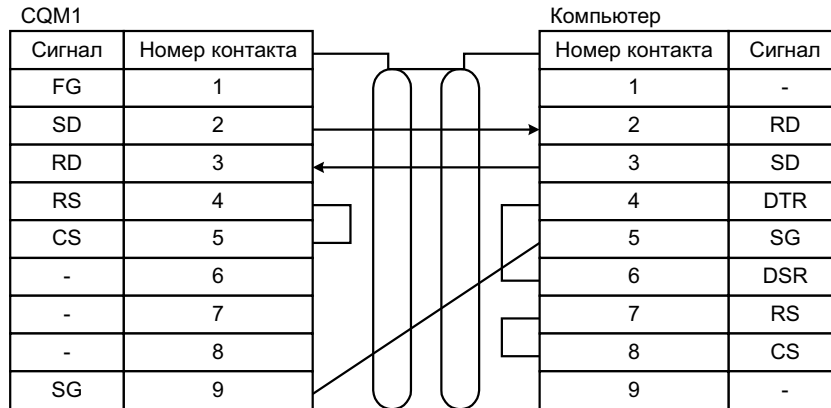 CQM1 Компьютер
Сигнал Номер контакта Номер контакта Сигнал
FG 1 1 -
SD 2 2 RD
RD 3 3 SD
RS 4 4 DTR
CS 5 5 SG
- 6 6 DSR
- 7 7 RS
- 8 8 CS
SG 9 9 -